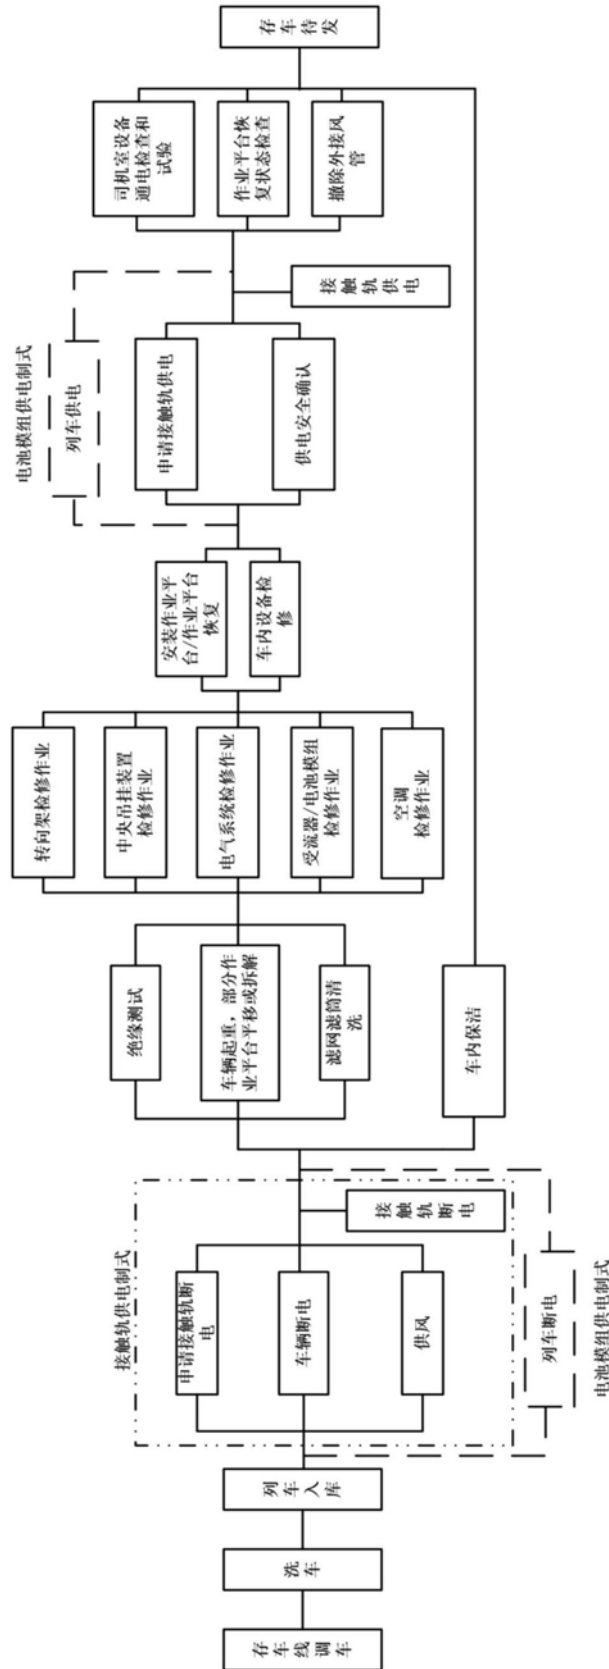 存车线调车
洗车
列车入库
接触轨供电制式
申请接触轨断
电
车辆断电
供风
接触轨断电
列车断电
电池模组供电制式
绝缘测试
车辆起重，部分作
业平台平移或拆解
滤网滤筒清
洗
车内保洁
转向架检修作业
中央吊挂装置
检修作业
电气系统检修作业
受流器/电池模组
检修作业
空调
检修作业
安装作业平
台/作业平台
恢复
车内设备检
修
电池模组供电制式
列车供电
申请接触轨供电
供电安全确认
接触轨供电
司机室设备
通电检查和
试验
作业平台恢
复状态检查
撤除外接风
管
存车待发